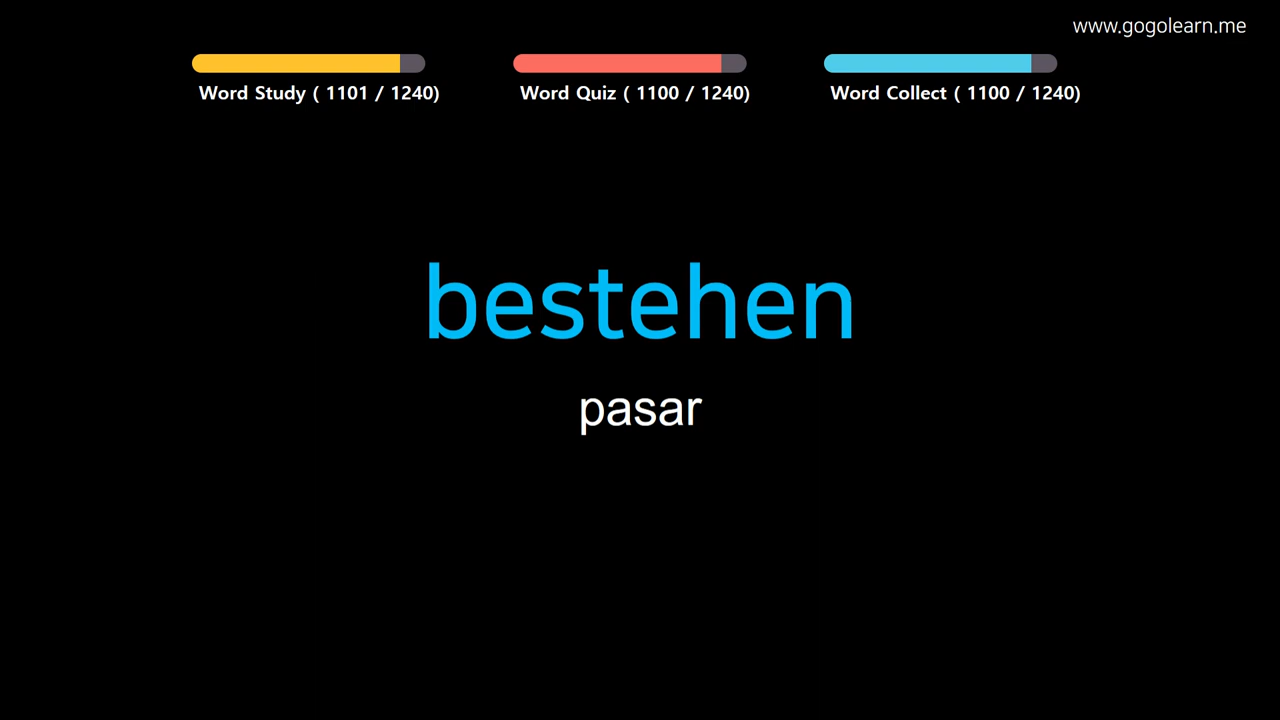 www.gogolearn.me
Word Study ( 1101 / 1240)
Word Quiz ( 1100 / 1240)
Word Collect ( 1100 / 1240)
bestehen
pasar